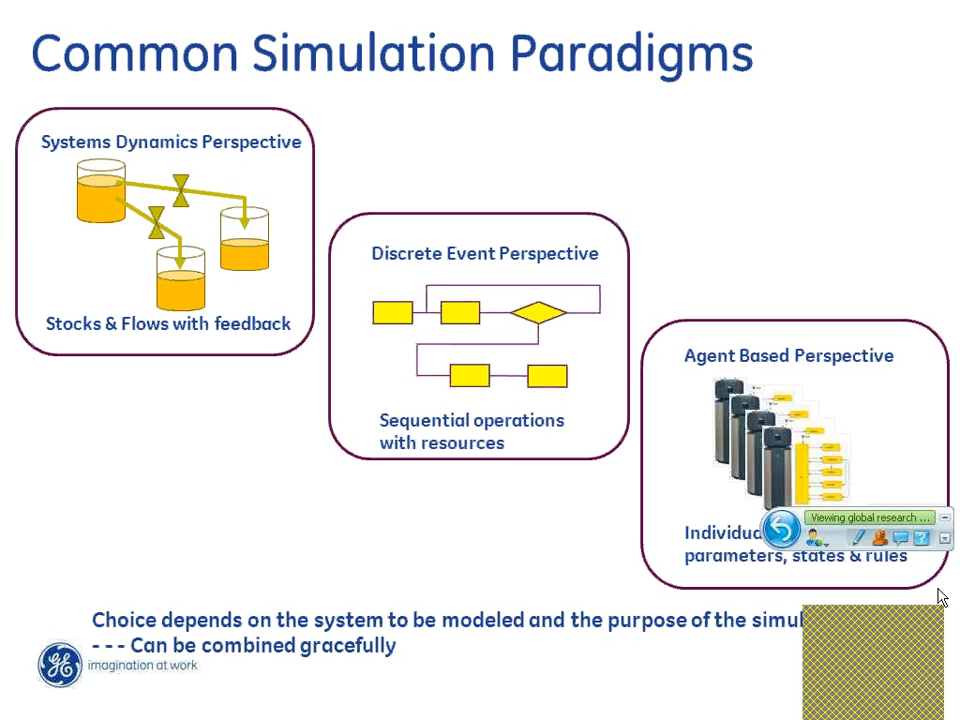 Common Simulation Paradigms
Systems Dynamics Perspective
Stocks & Flows with feedback
Discrete Event Perspective
Sequential operations
with resources
Agent Based Perspective
Viewing global research ...
parameters, states & rules
Choice depends on the system to be modeled and the purpose of the
- - - Can be combined gracefully
GE
imagination at work